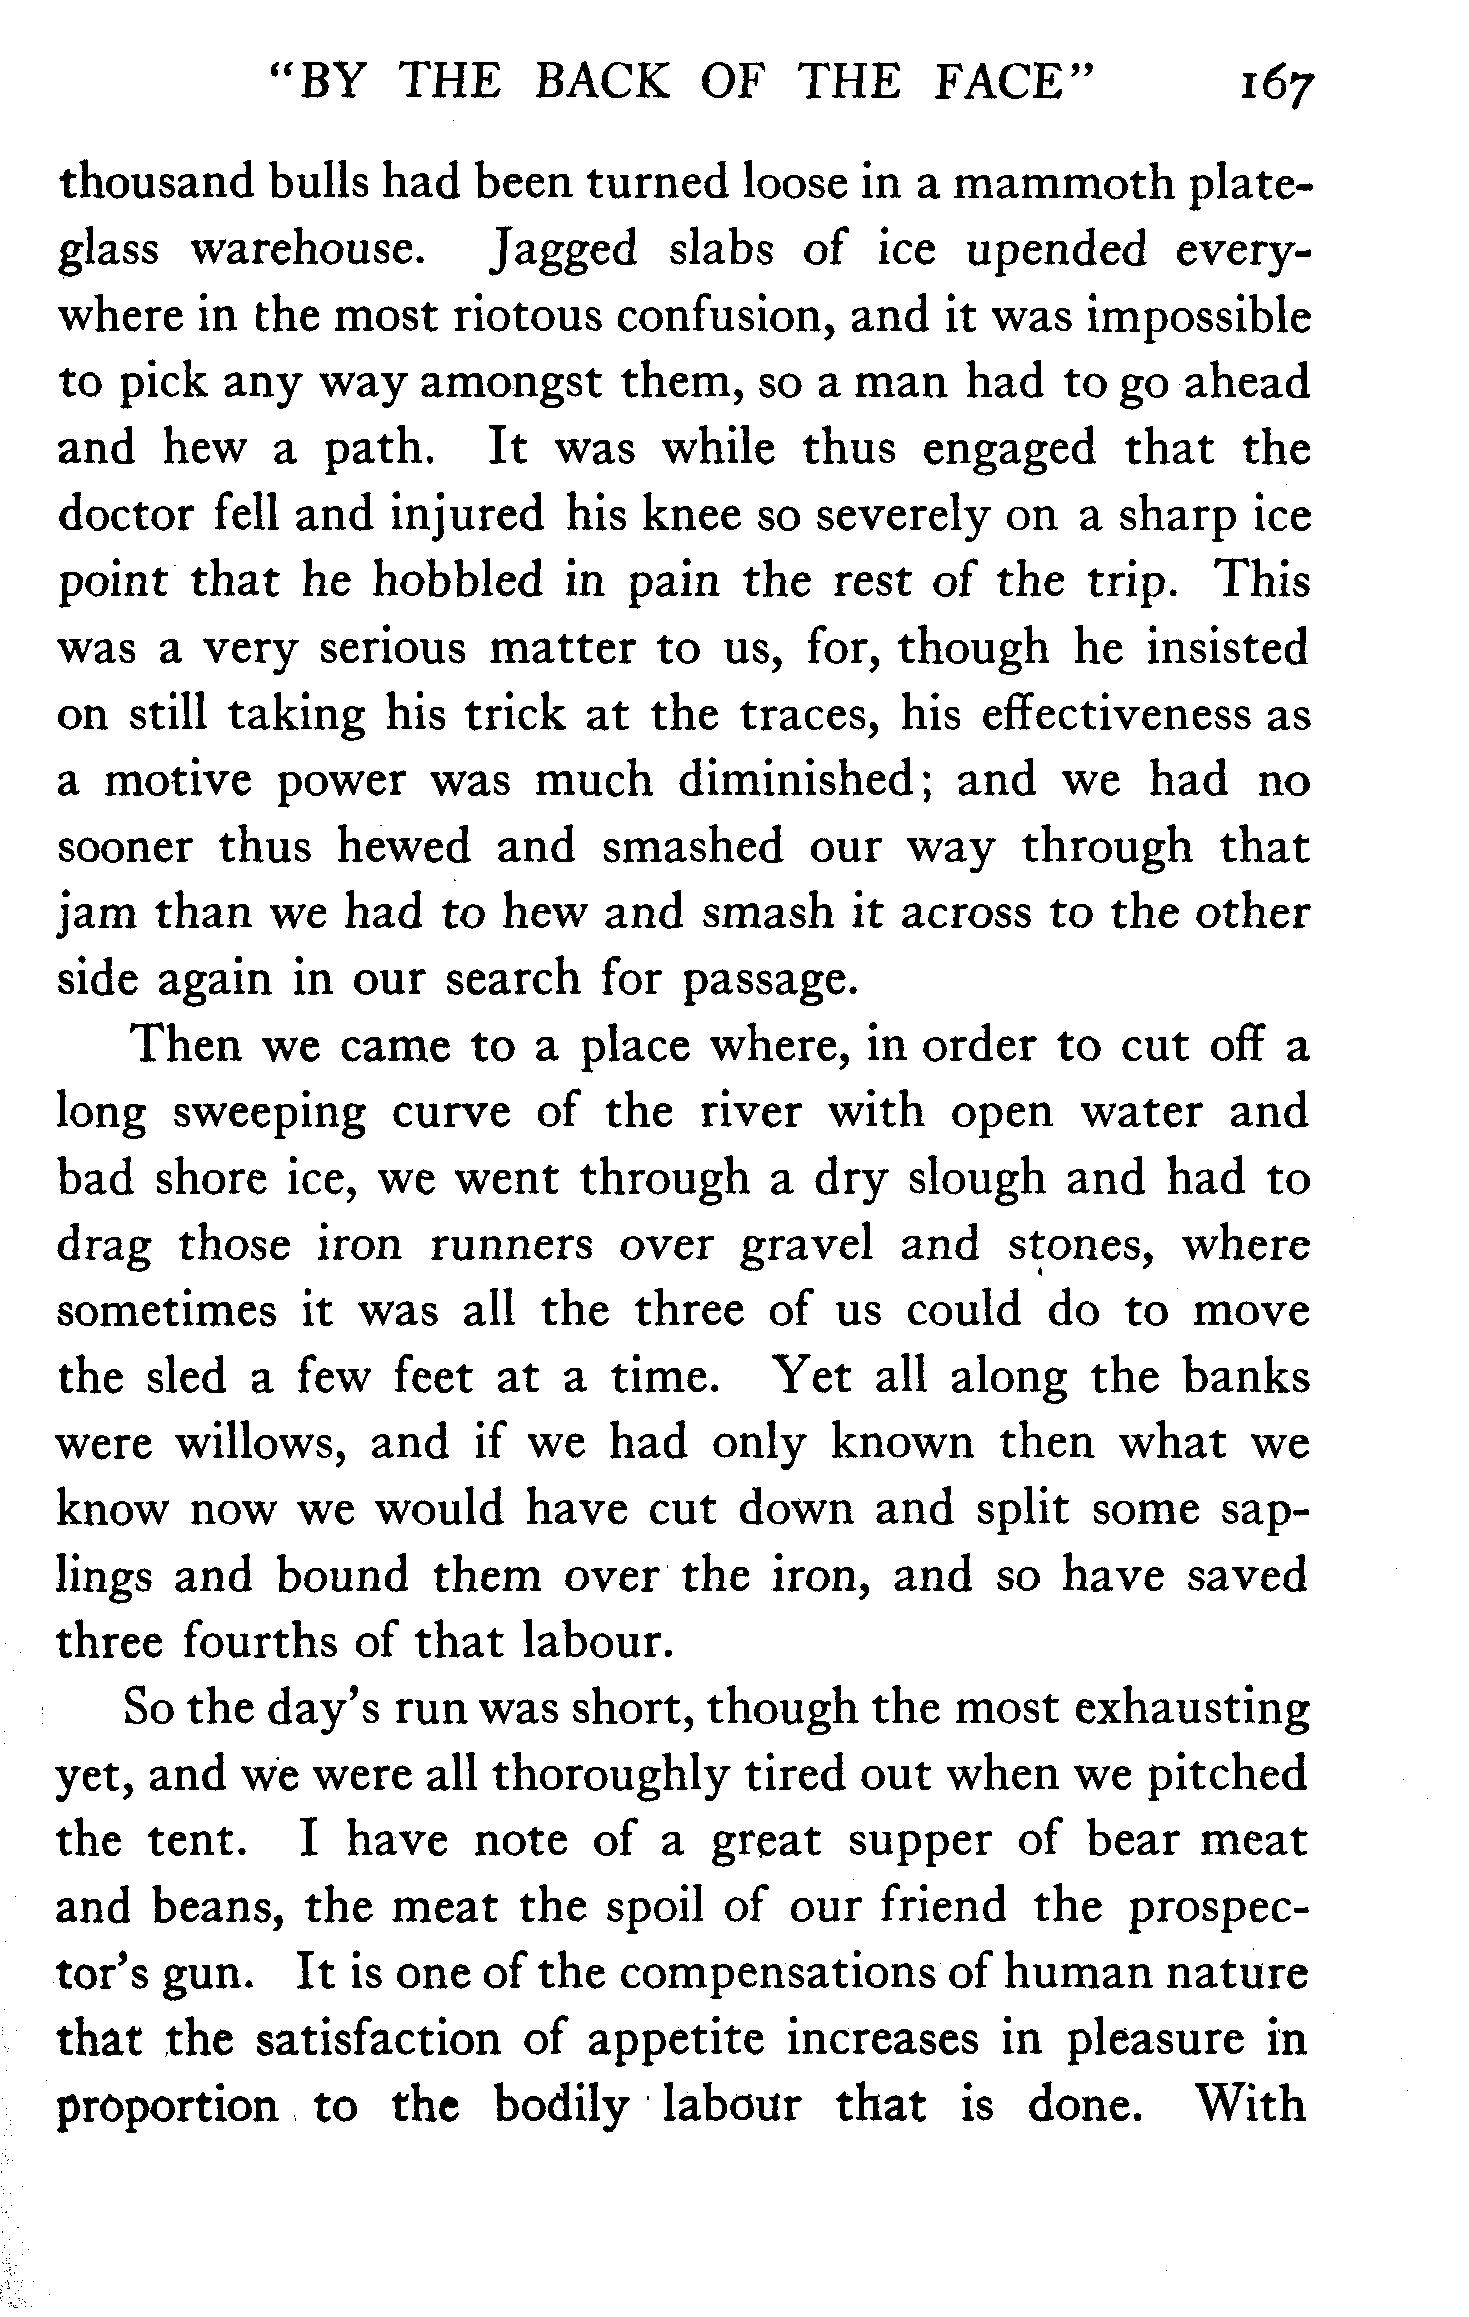 "BY THE BACK OF THE FACE" 167
thousand bulls had been turned loose in a mammoth plate-
glass warehouse. Jagged slabs of ice upended every-
where in the most riotous confusion, and it was impossible
to pick any way amongst them, so a man had to go ahead
and hew a path. It was while thus engaged that the
doctor fell and injured his knee so severely on a sharp ice
point that he hobbled in pain the rest of the trip. This
was a very serious matter to us, for, though he insisted
on still taking his trick at the traces, his effectiveness as
a motive power was much diminished; and we had no
sooner thus hewed and smashed our way through that
jam than we had to hew and smash it across to the other
side again in our search for passage.
Then we came to a place where, in order to cut off a
long sweeping curve of the river with open water and
bad shore ice, we went through a dry slough and had to
drag those iron runners over gravel and stones, where
sometimes it was all the three of us could do to move
the sled a few feet at a time. Yet all along the banks
were willows, and if we had only known then what we
know now we would have cut down and split some sap-
lings and bound them over the iron, and so have saved
three fourths of that labour.
So the day's run was short, though the most exhausting
yet, and we were all thoroughly tired out when we pitched
the tent. I have note of a great supper of bear meat
and beans, the meat the spoil of our friend the prospec-
tor's gun. It is one of the compensations of human nature
that the satisfaction of appetite increases in pleasure in
proportion to the bodily labour that is done. With